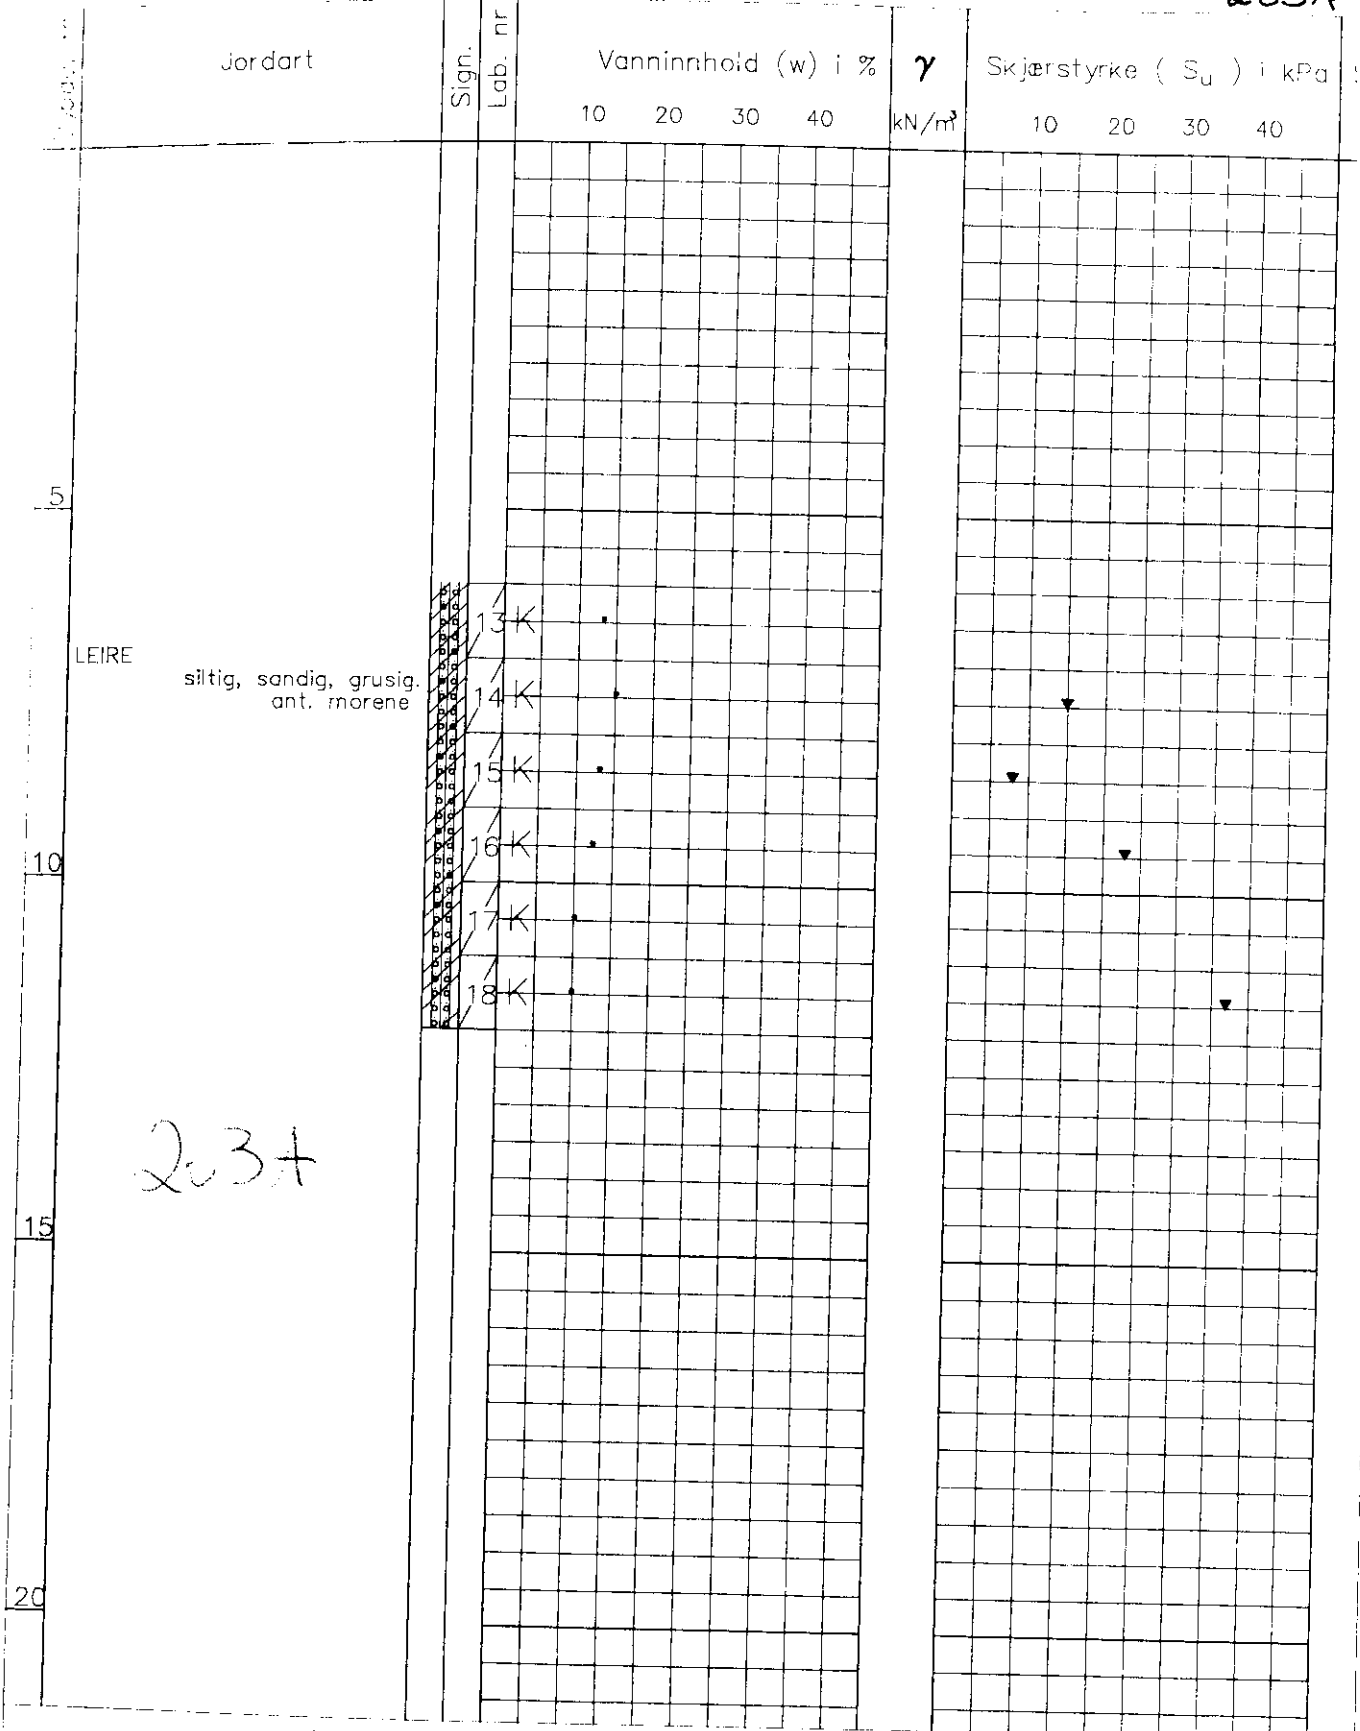 Jordart
Sign.
Lab. nr
Vanninnhold (w) i %
γ
Skjærstyrke ( Su ) i kPa
10 20 30 40
kN/m³
10 20 30 40
5
13 K
LEIRE
siltig, sandig, grusig.
ant. morene
14 K
15 K
16 K
10
17 K
18 K
15
20